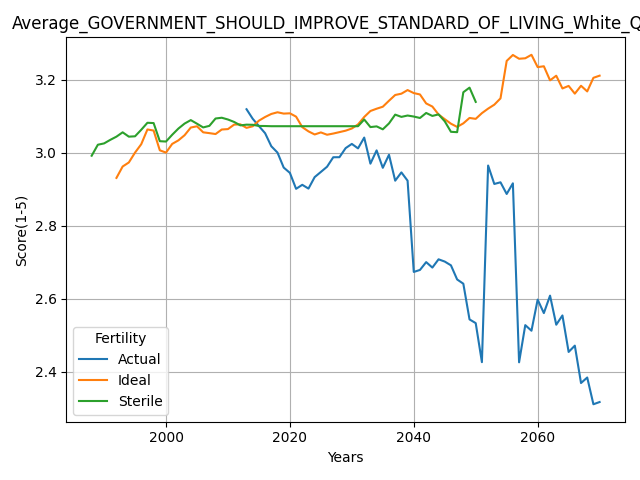 Average_GOVERNMENT_SHOULD_IMPROVE_STANDARD_OF_LIVING_White_Q
Score(1-5)
3.2
3.0
2.8
2.6
2.4
Fertility
Actual
Ideal
Sterile
2000 2020 2040 2060
Years